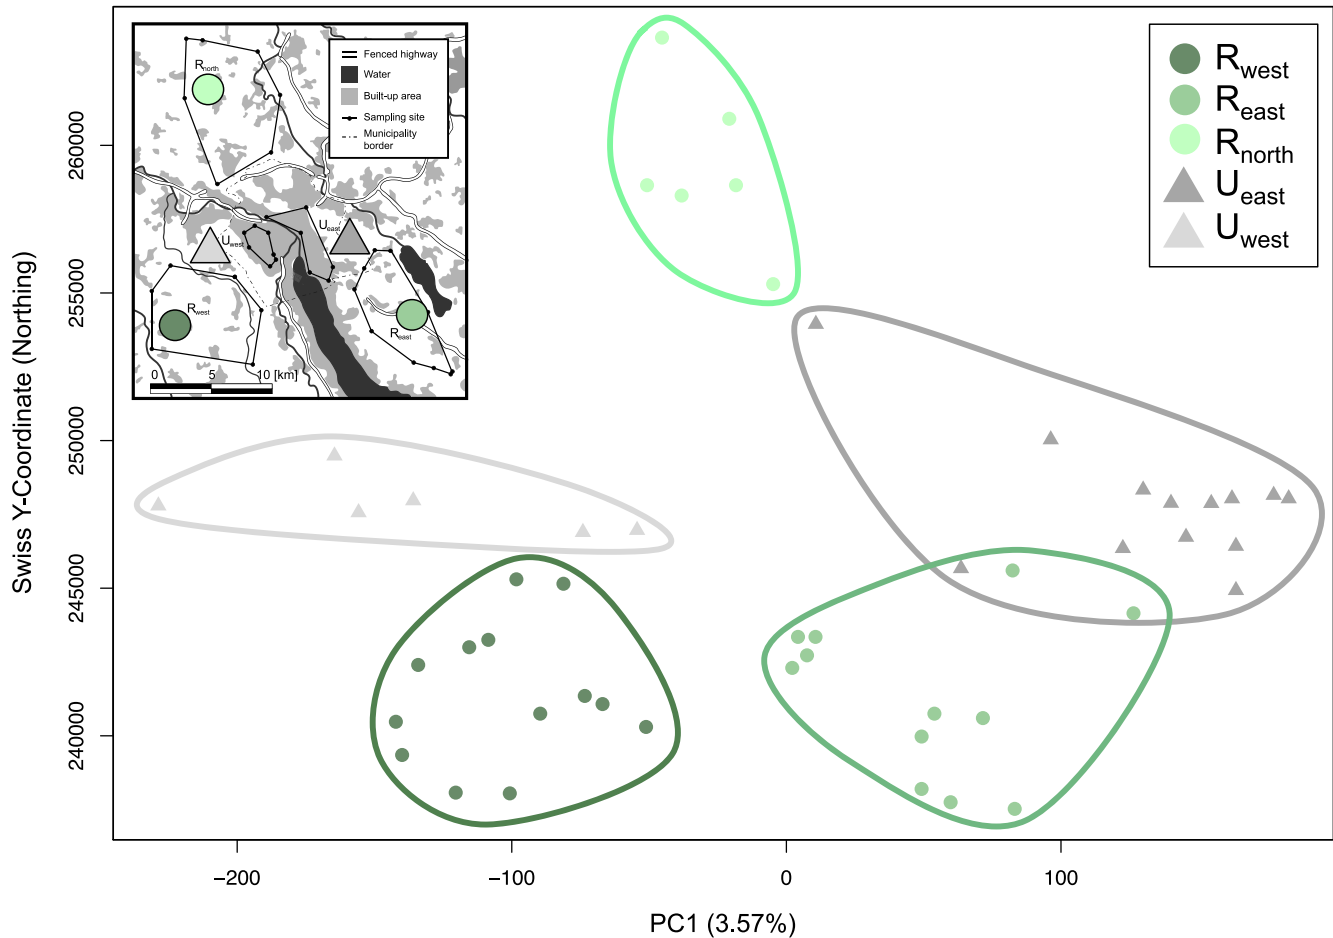 Fenced highway
Water
Built-up area
Sampling site
Municipality
border
Rnorth
Uwest
Ueast
Rwest
Reast
0 5 10 [km]
Rwest
Reast
Rnorth
Ueast
Uwest
Swiss Y-Coordinate (Northing)
260000
255000
250000
245000
240000
−200 −100 0 100
PC1 (3.57%)